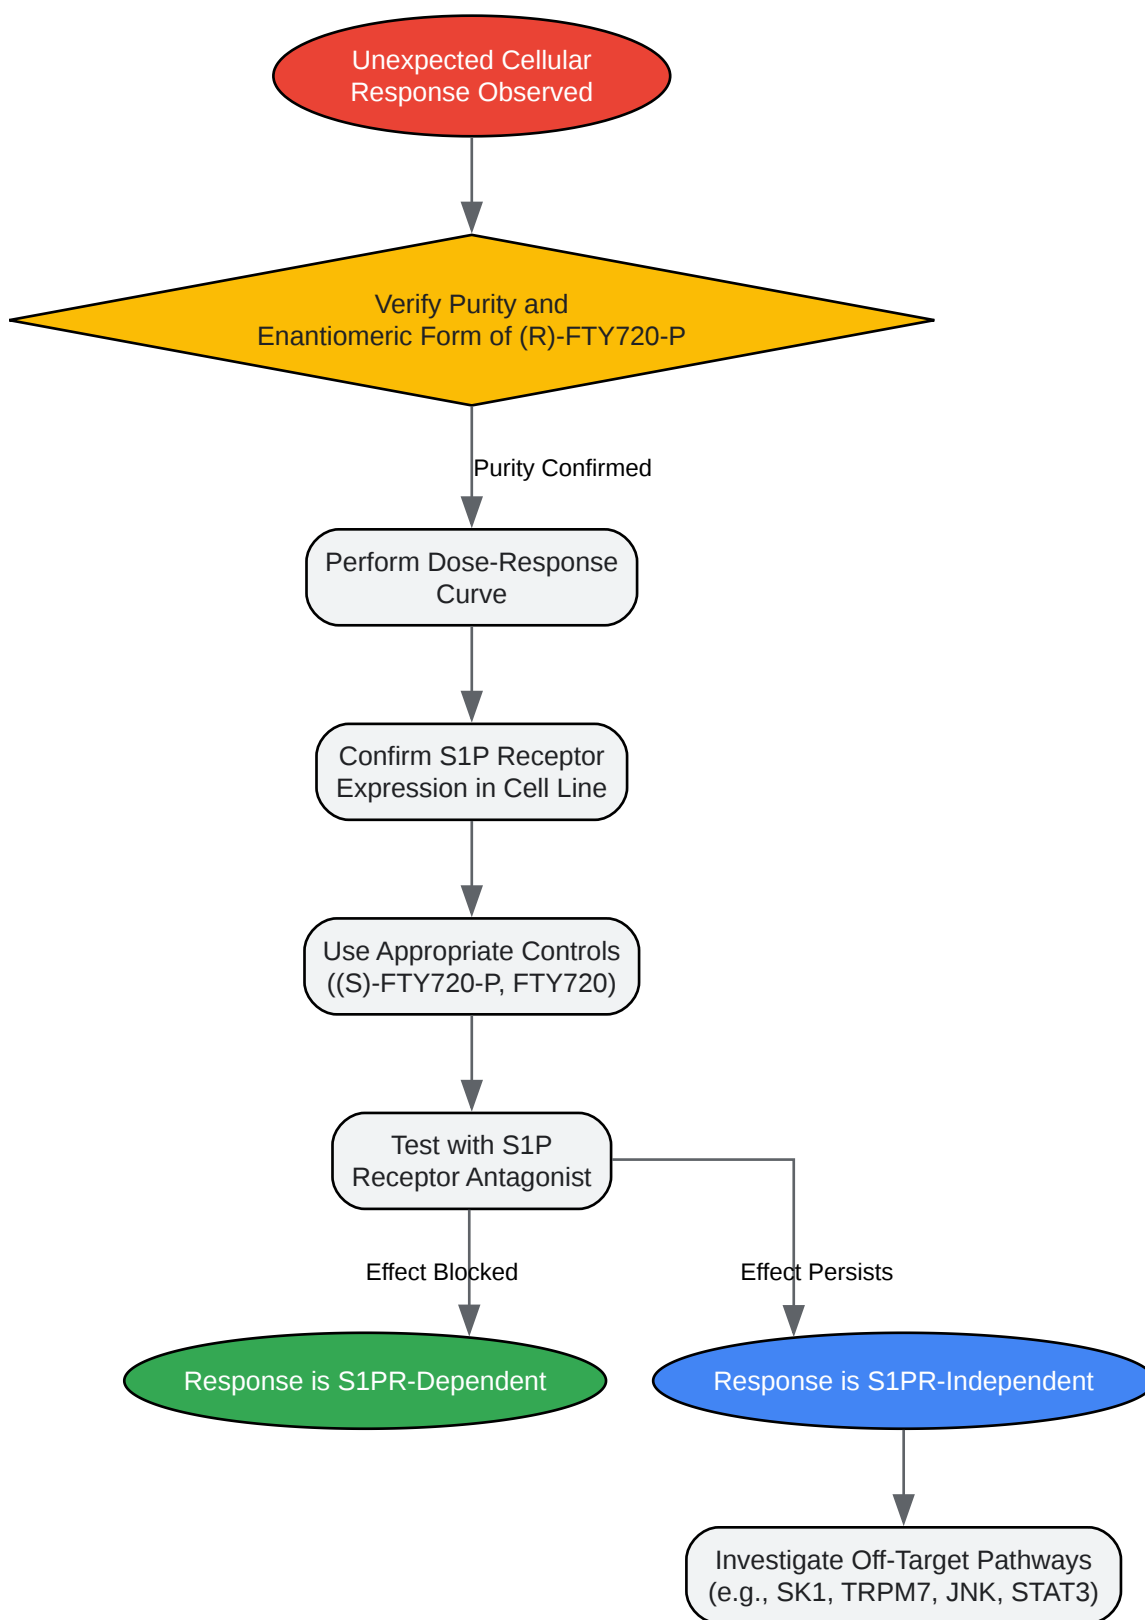 Unexpected Cellular
Response Observed
Verify Purity and
Enantiomeric Form of (R)-FTY720-P
Purity Confirmed
Perform Dose-Response
Curve
Confirm S1P Receptor
Expression in Cell Line
Use Appropriate Controls
((S)-FTY720-P, FTY720)
Test with S1P
Receptor Antagonist
Effect Blocked
Effect Persists
Response is S1PR-Dependent
Response is S1PR-Independent
Investigate Off-Target Pathways
(e.g., SK1, TRPM7, JNK, STAT3)